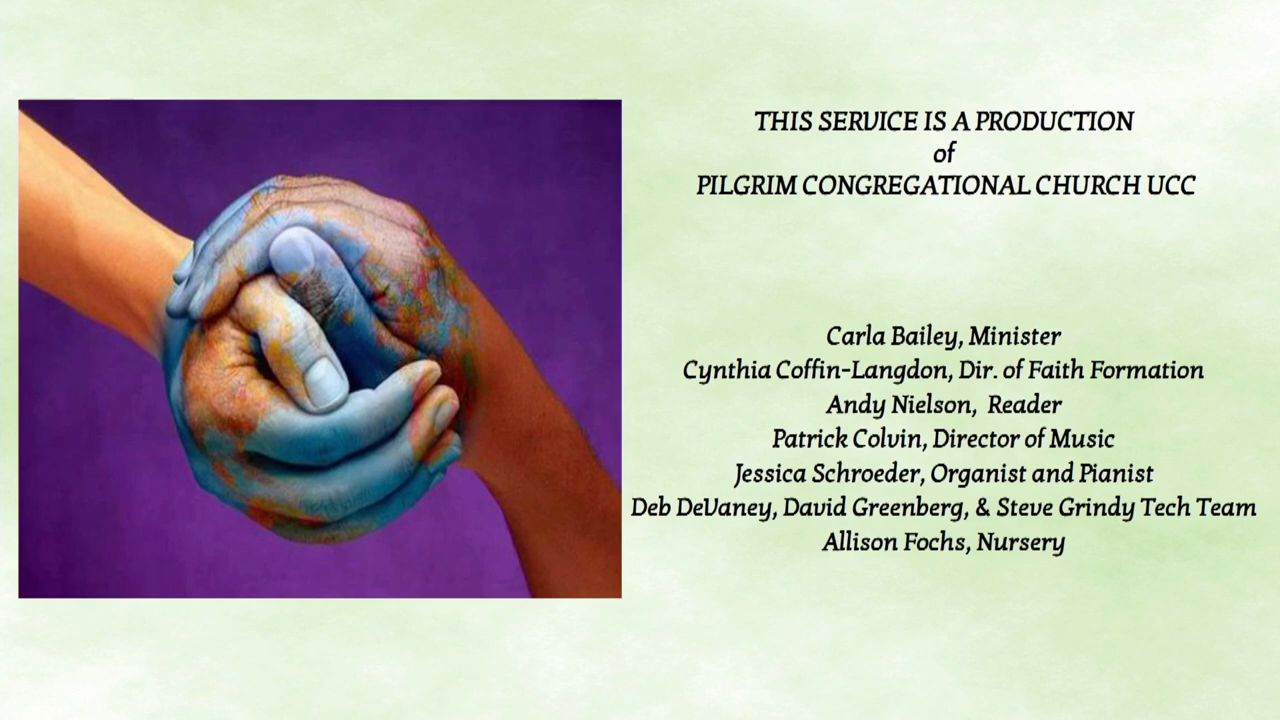 THIS SERVICE IS A PRODUCTION
of
PILGRIM CONGREGATIONAL CHURCH UCC
Carla Bailey, Minister
Cynthia Coffin-Langdon, Dir. of Faith Formation
Andy Nielson, Reader
Patrick Colvin, Director of Music
Jessica Schroeder, Organist and Pianist
Deb DeVaney, David Greenberg, & Steve Grindy Tech Team
Allison Fochs, Nursery